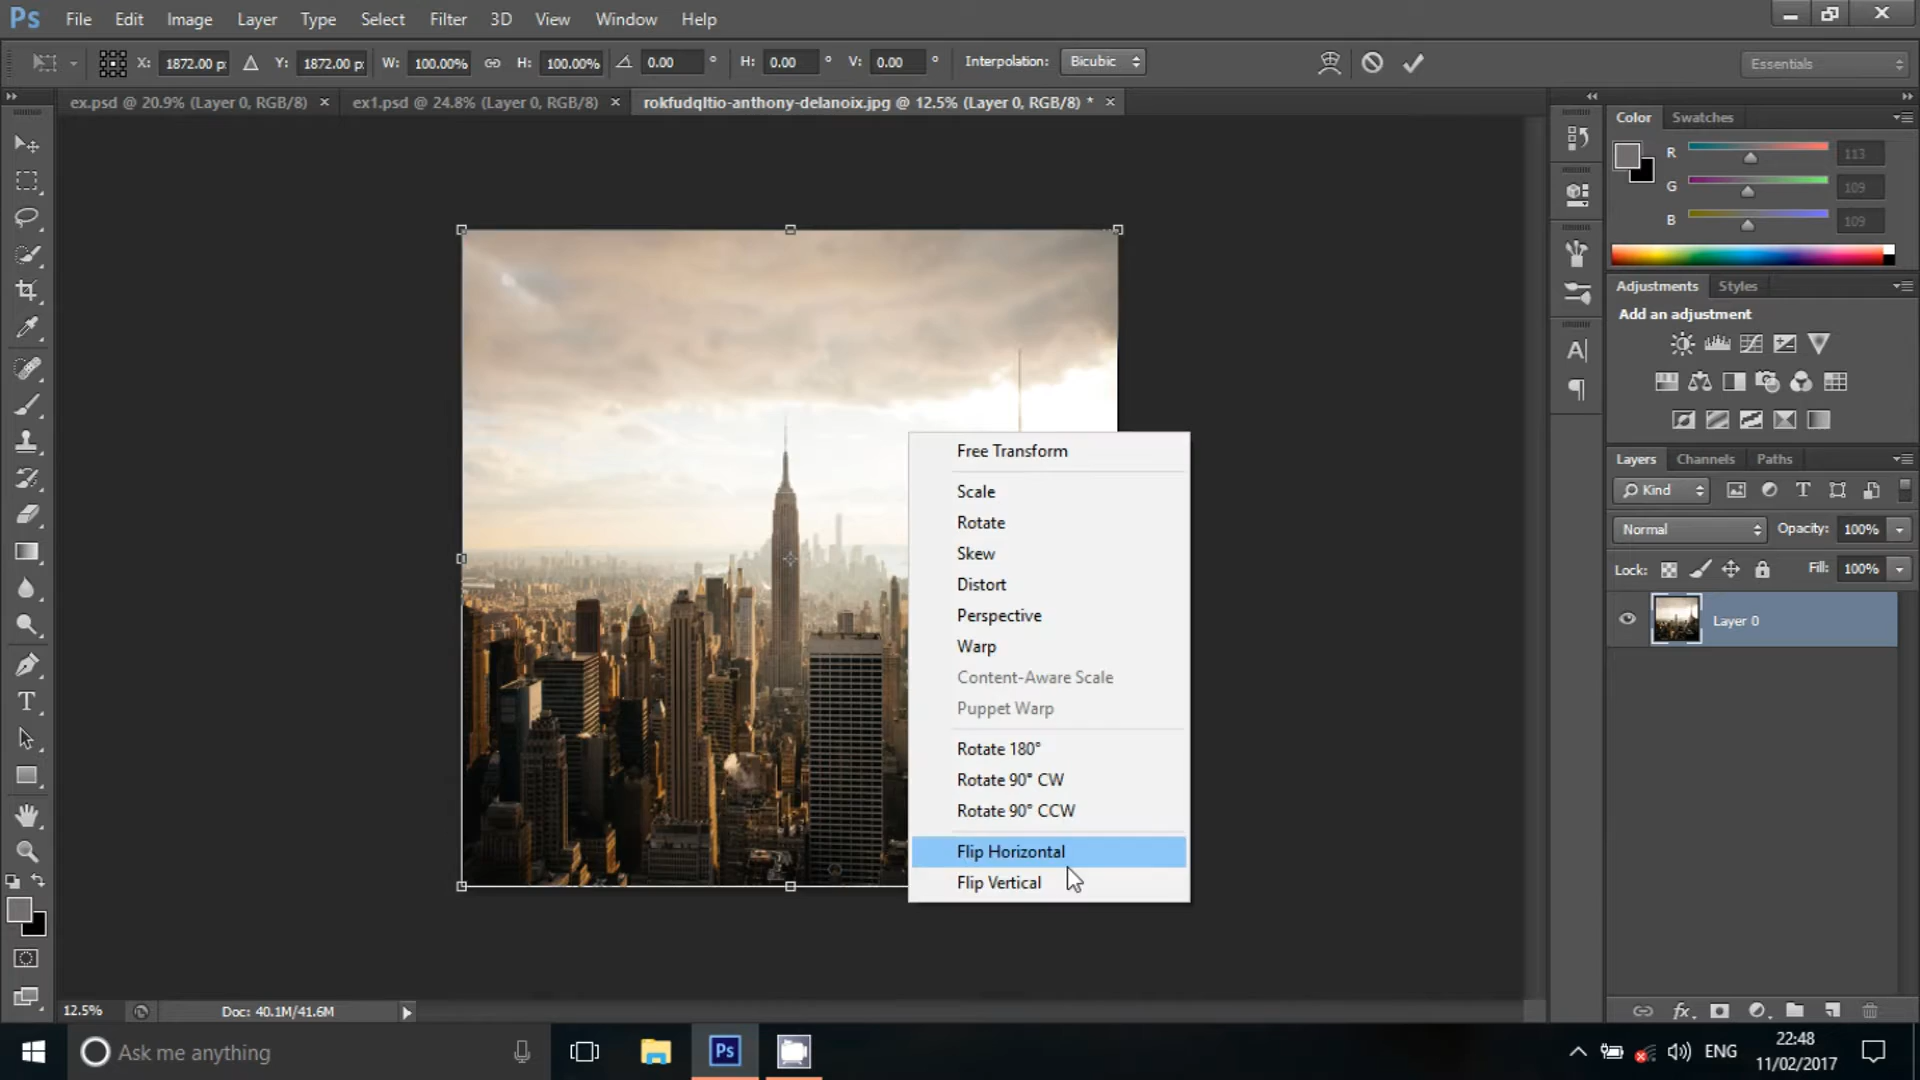 Ps File Edit Image Layer Type Select Filter 3D View Window Help
X: 1872.00 p: Y: 1872.00 p: W: 100.00% H: 100.00% 0.00 ° H: 0.00 ° V: 0.00 ° Interpolation: Bicubic Essentials
ex.psd @ 20.9% (Layer 0, RGB/8) × ex1.psd @ 24.8% (Layer 0, RGB/8) × rokfudqltio-anthony-delanoix.jpg @ 12.5% (Layer 0, RGB/8) * ×
Color Swatches
R 113
G 109
B 109
Adjustments Styles
Add an adjustment
Free Transform
Scale
Rotate
Skew
Distort
Perspective
Warp
Content-Aware Scale
Puppet Warp
Rotate 180°
Rotate 90° CW
Rotate 90° CCW
Flip Horizontal
Flip Vertical
Layers Channels Paths
Kind
Normal Opacity: 100%
Lock: Fill: 100%
Layer 0
12.5% Doc: 40.1M/41.6M
Ask me anything
Ps
ENG
22:48
11/02/2017